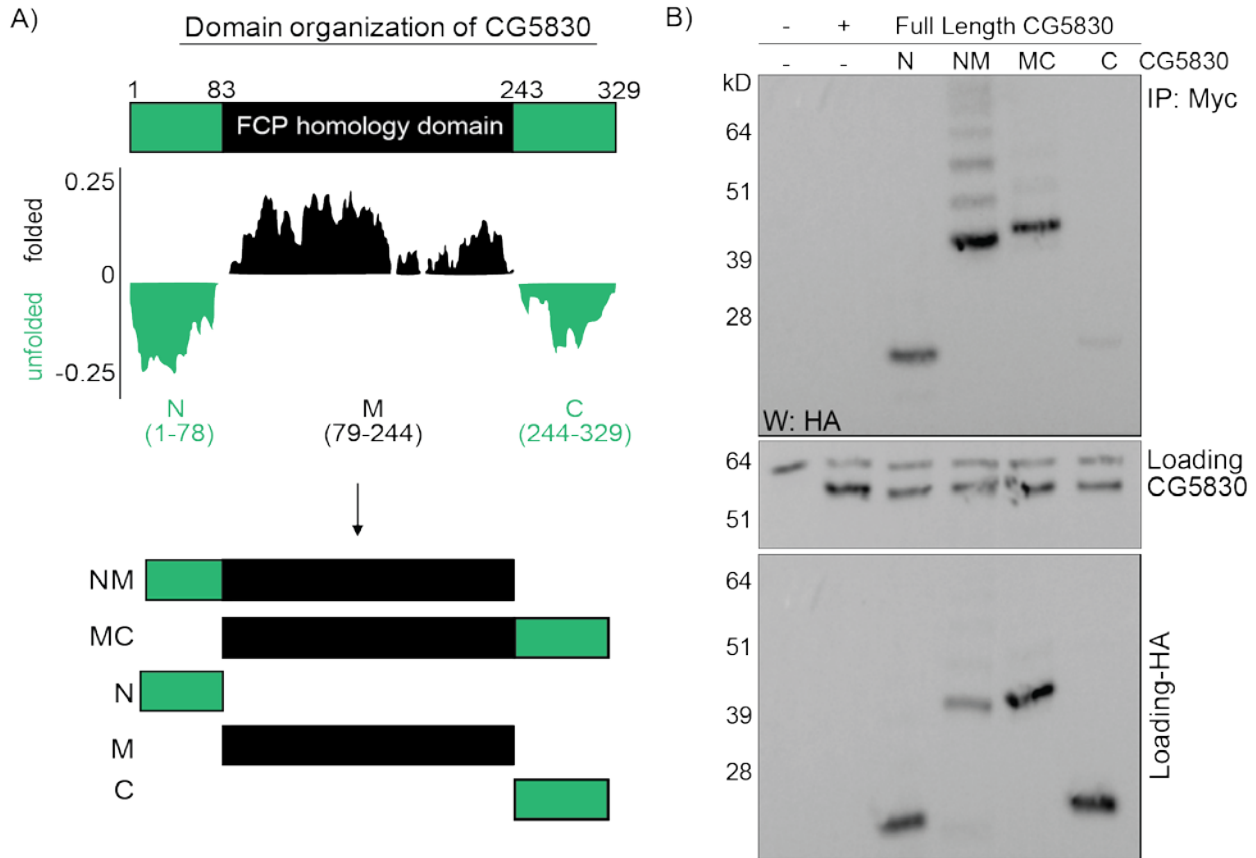 A)
Domain organization of CG5830
1 83 243 329
FCP homology domain
0.25
0
-0.25
folded
unfolded
N M C
(1-78) (79-244) (244-329)
NM
MC
N
M
C
B)
- + Full Length CG5830
- - N NM MC C CG5830
kD
IP: Myc
64
51
39
28
W: HA
64
51
Loading
CG5830
64
51
39
28
Loading-HA